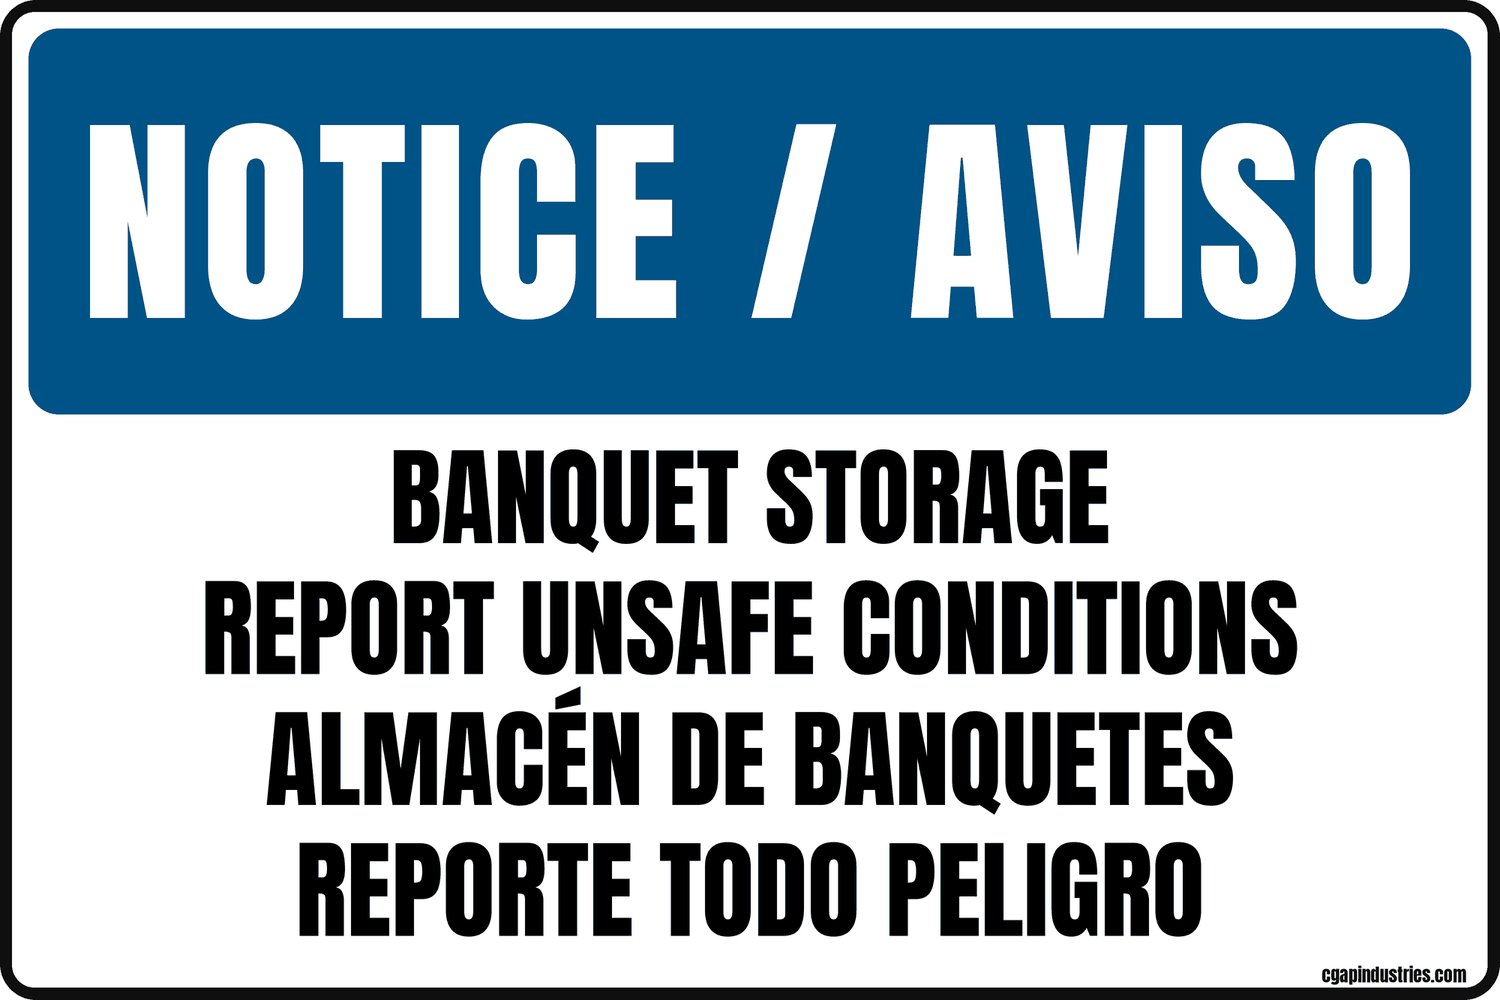 NOTICE / AVISO
BANQUET STORAGE
REPORT UNSAFE CONDITIONS
ALMACÉN DE BANQUETES
REPORTE TODO PELIGRO
cgapindustries.com